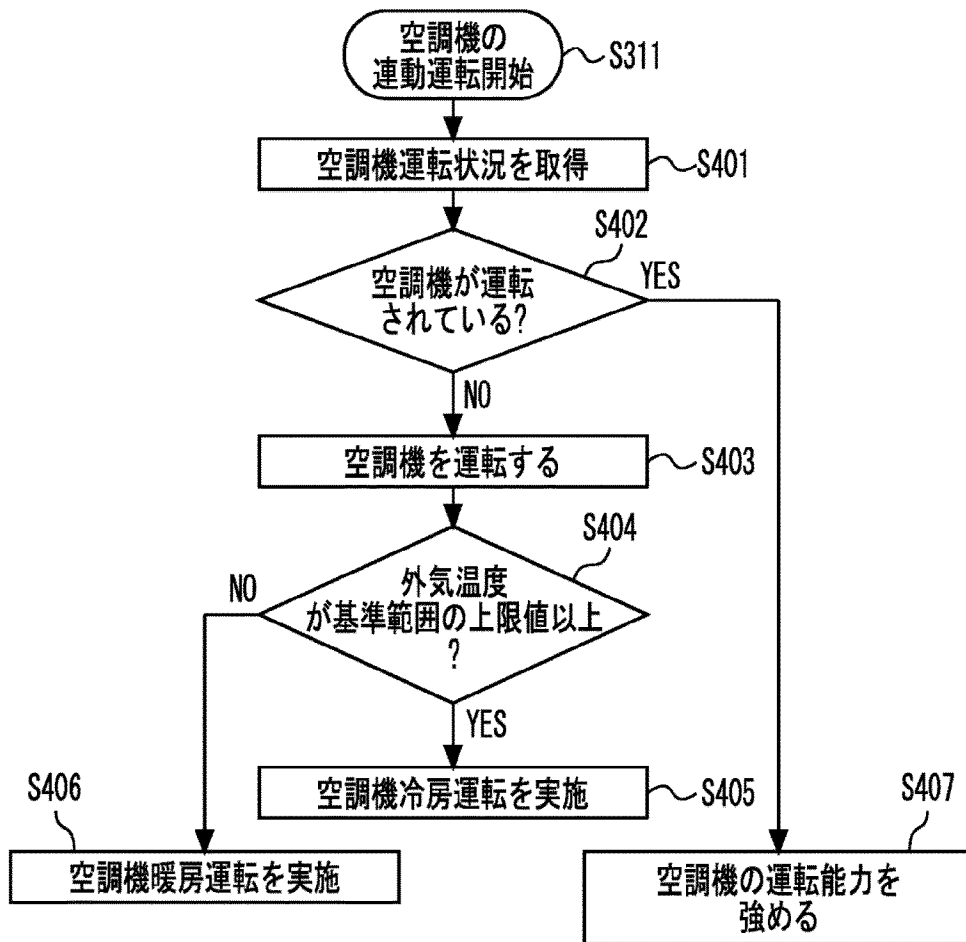 空調機の
連動運転開始
S311
空調機運転状況を取得
S401
S402
空調機が運転
されている?
YES
NO
空調機を運転する
S403
S404
外気温度
が基準範囲の上限値以上
?
NO
YES
空調機冷房運転を実施
S405
S406
空調機暖房運転を実施
S407
空調機の運転能力を
強める